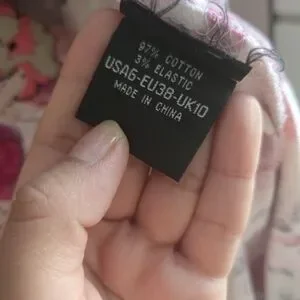 97% COTTON
3% ELASTIC
USA6-EU38-UK10
MADE IN CHINA